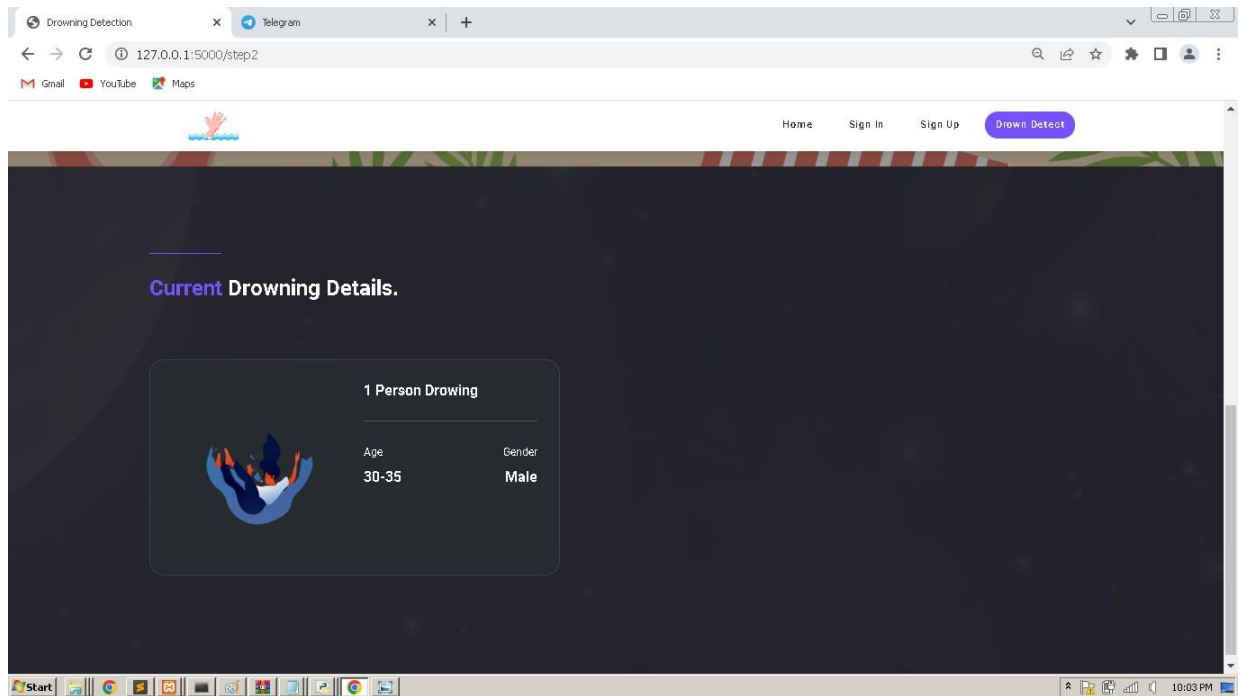 Drowning Detection
Telegram
127.0.0.1:5000/step2
Gmail YouTube Maps
Home Sign In Sign Up Drown Detect
Current Drowning Details.
1 Person Drowing
Age Gender
30-35 Male
Start 10:03 PM